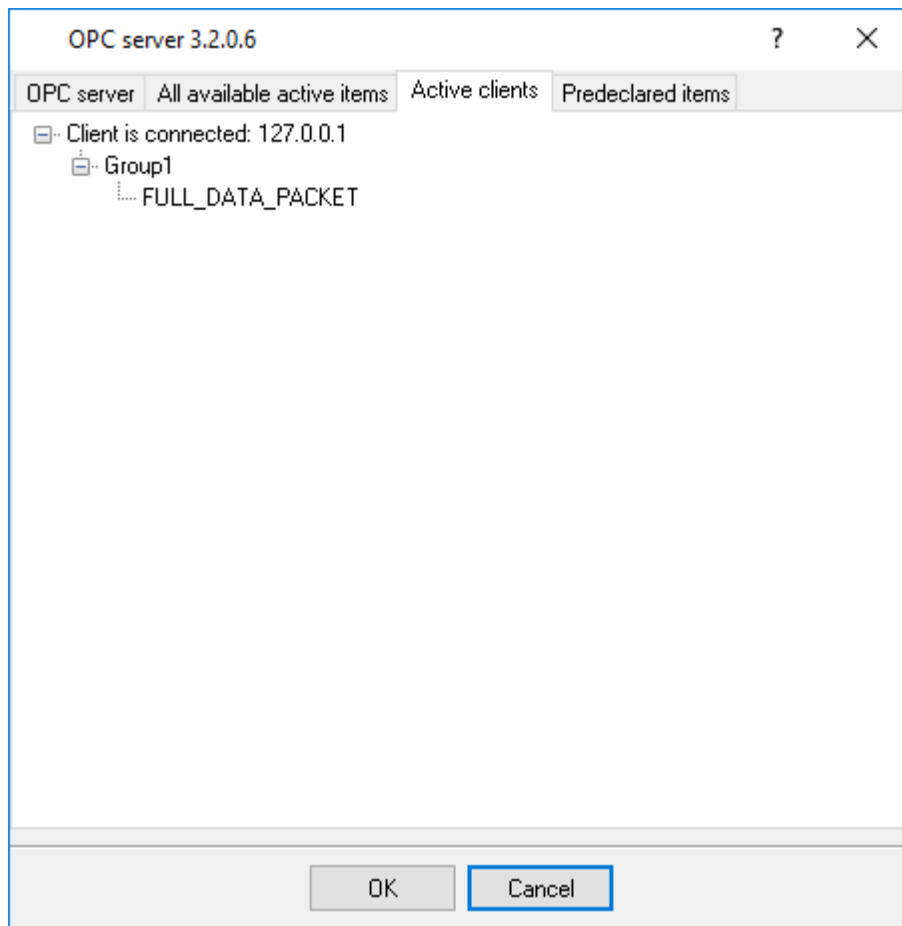 OPC server 3.2.0.6 ?
OPC server All available active items Active clients Predeclared items
Client is connected: 127.0.0.1
Group1
FULL_DATA_PACKET
OK Cancel